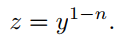 z = y^{1-n}.